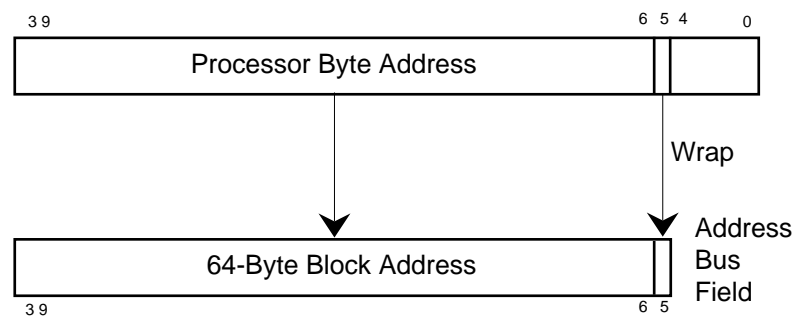 39 6 5 4 0
Processor Byte Address
Wrap
Address
64-Byte Block Address
Bus
Field
39 6 5